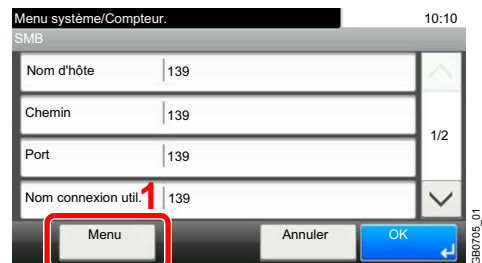 Menu système/Compteur. 10:10
SMB
Nom d'hôte 139
Chemin 139
1/2
Port 139
Nom connexion util. 139
1
Menu Annuler OK
GB0705_01